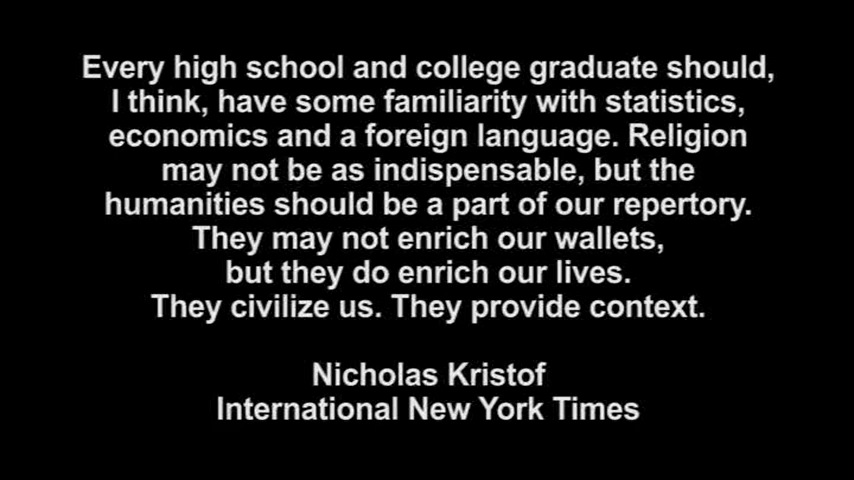 Every high school and college graduate should,
I think, have some familiarity with statistics,
economics and a foreign language. Religion
may not be as indispensable, but the
humanities should be a part of our repertory.
They may not enrich our wallets,
but they do enrich our lives.
They civilize us. They provide context.
Nicholas Kristof
International New York Times